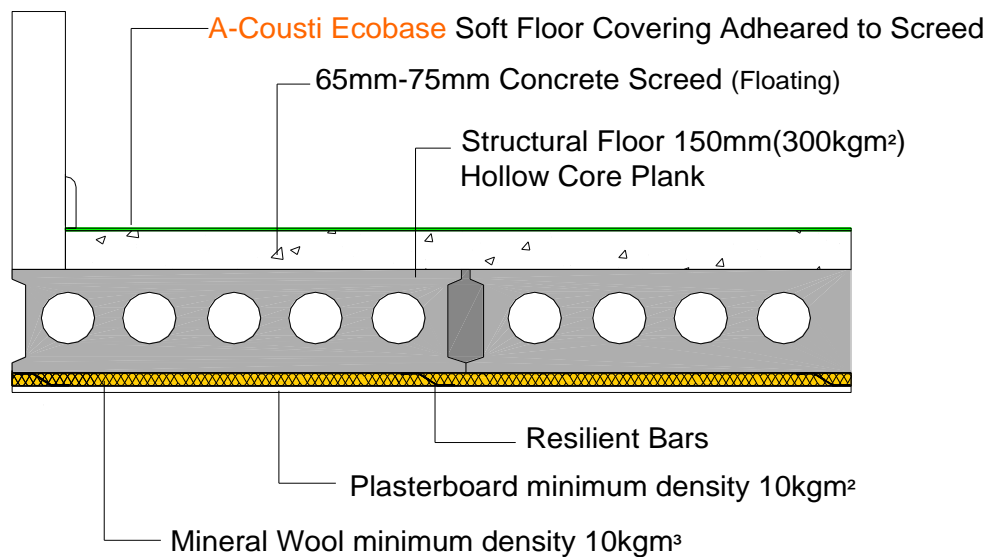 A-Cousti Ecobase Soft Floor Covering Adheared to Screed
65mm-75mm Concrete Screed (Floating)
Structural Floor 150mm(300kgm²)
Hollow Core Plank
Resilient Bars
Plasterboard minimum density 10kgm²
Mineral Wool minimum density 10kgm³